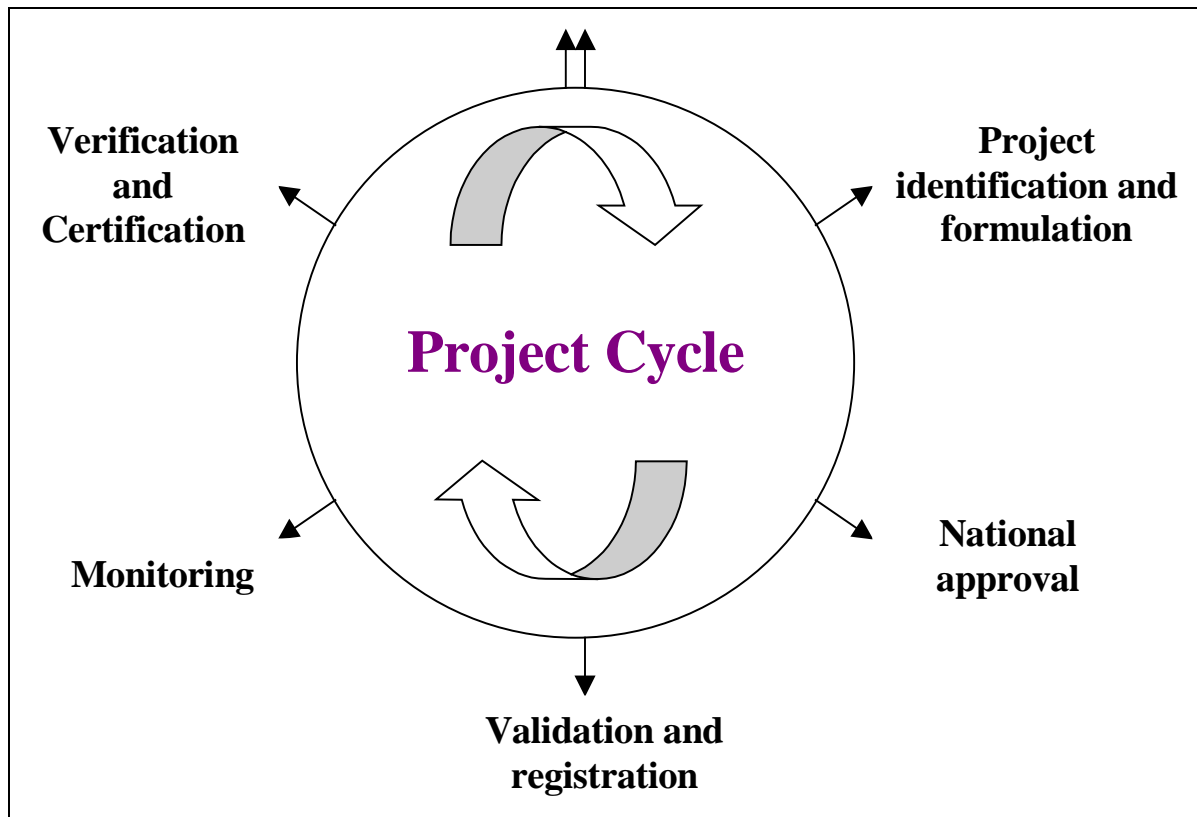 Verification
and
Certification
Project
identification and
formulation
Project Cycle
Monitoring
National
approval
Validation and
registration